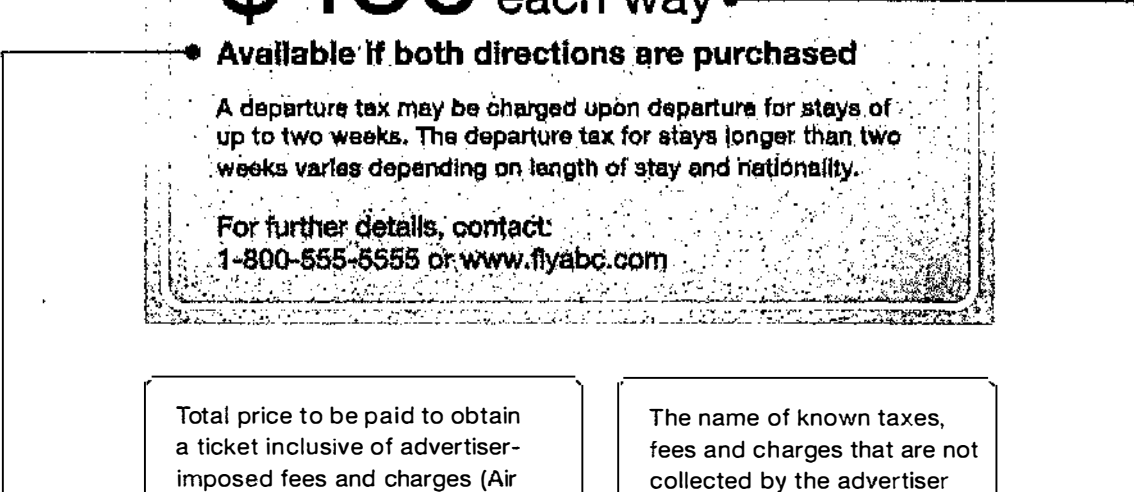 each way
Available if both directions are purchased
A departure tax may be charged upon departure for stays of
up to two weeks. The departure tax for stays longer than two
weeks varies depending on length of stay and nationality.
For further details, contact:
1-800-555-5555 or www.flyabc.com
Total price to be paid to obtain
a ticket inclusive of advertiser-
imposed fees and charges (Air
The name of known taxes,
fees and charges that are not
collected by the advertiser